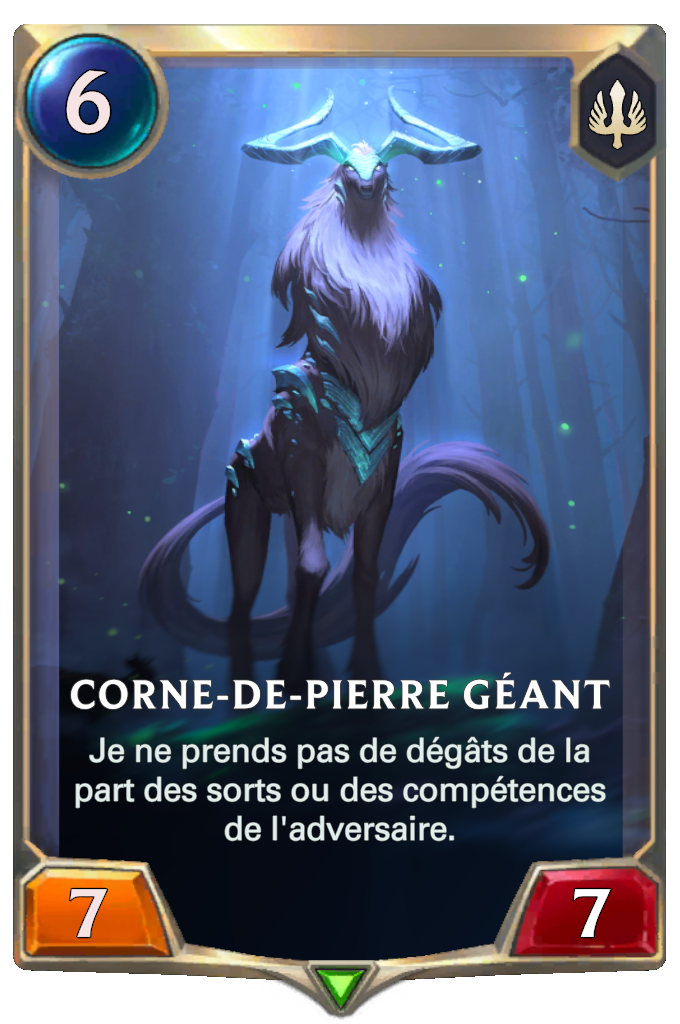 6
CORNE-DE-PIERRE GÉANT
Je ne prends pas de dégâts de la
part des sorts ou des compétences
de l'adversaire.
7
7